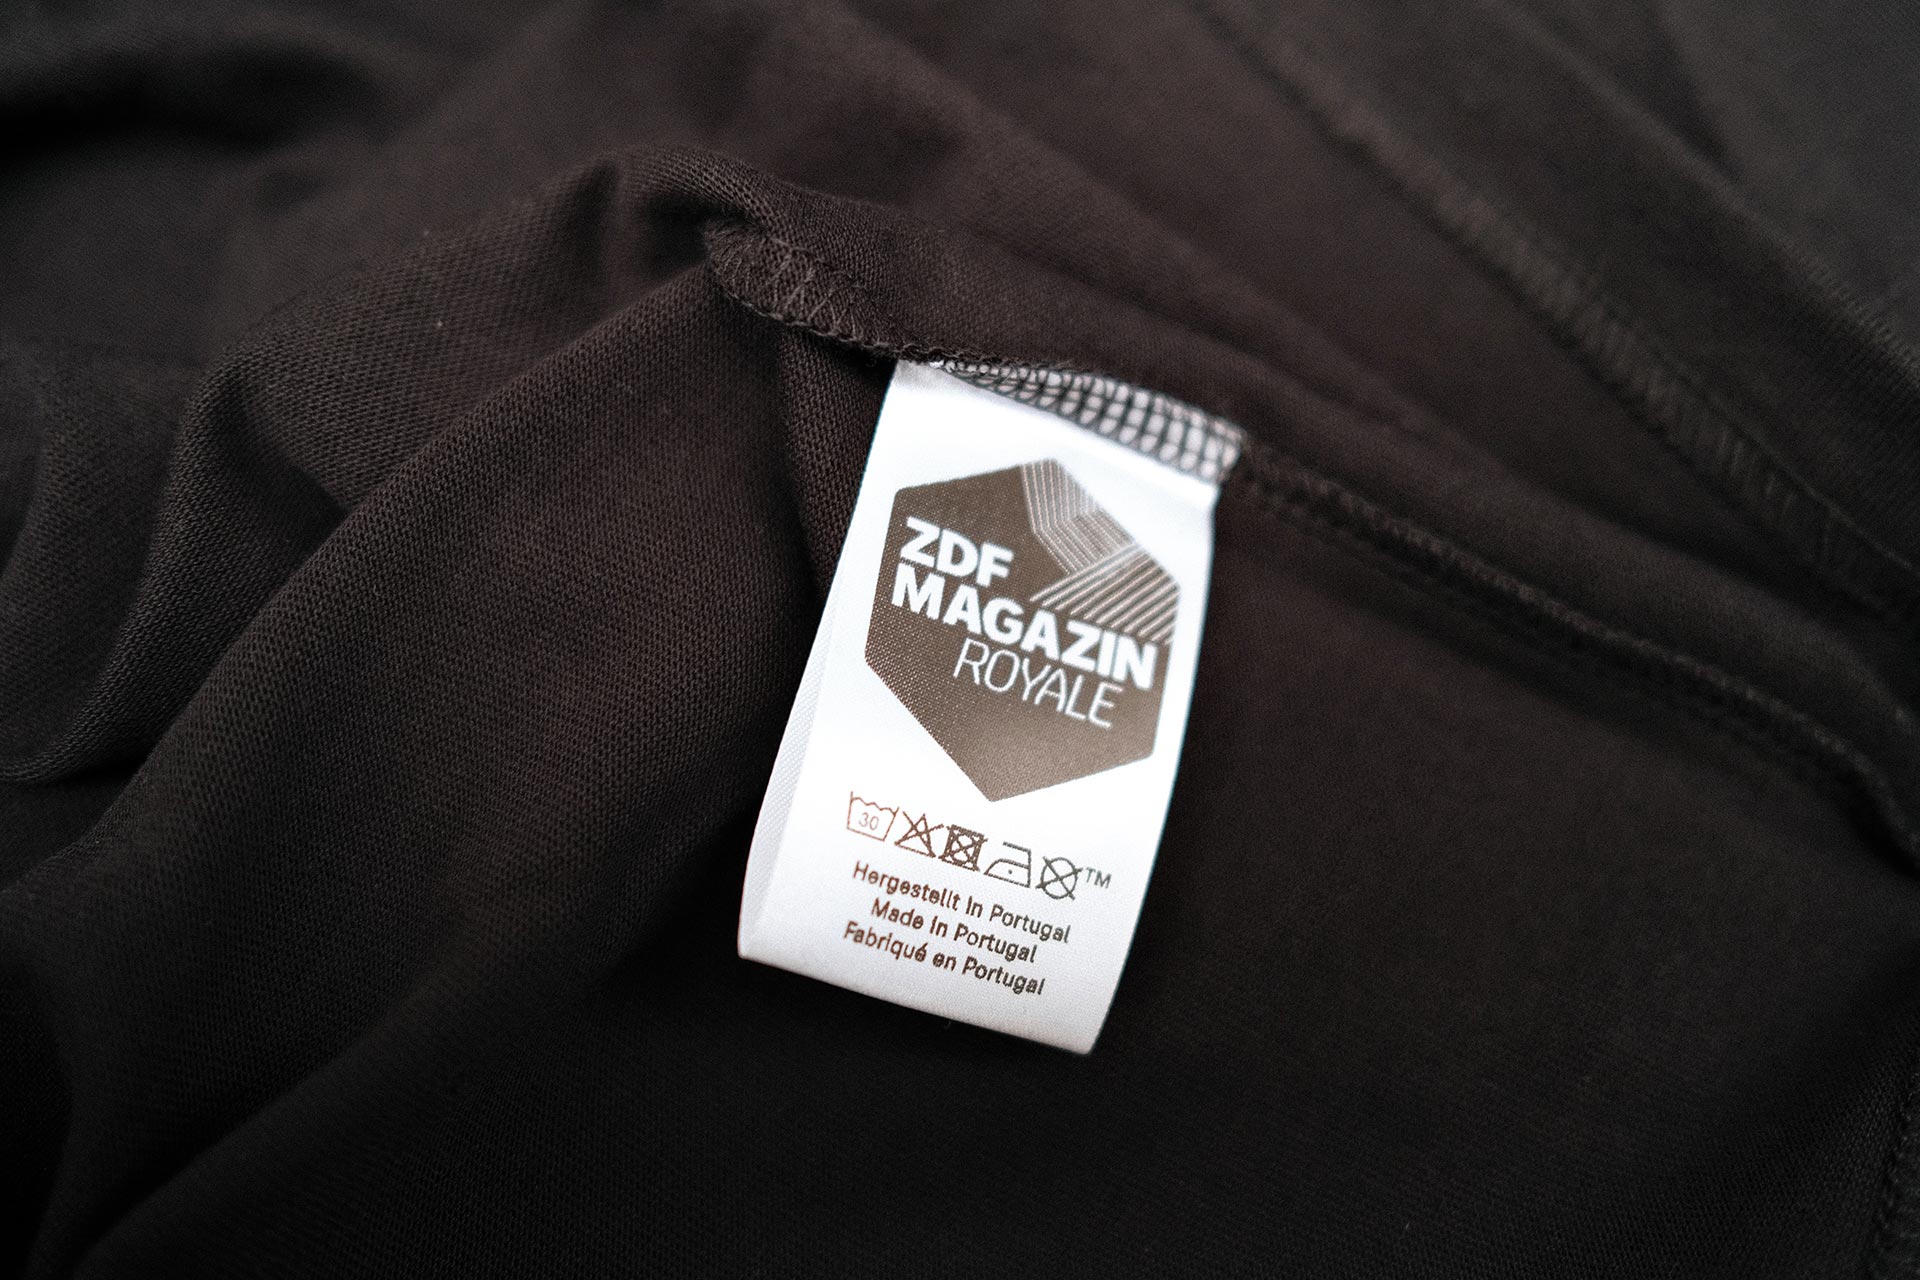 ZDF
MAGAZIN
ROYALE
30 TM
Hergestellt in Portugal
Made in Portugal
Fabriqué en Portugal